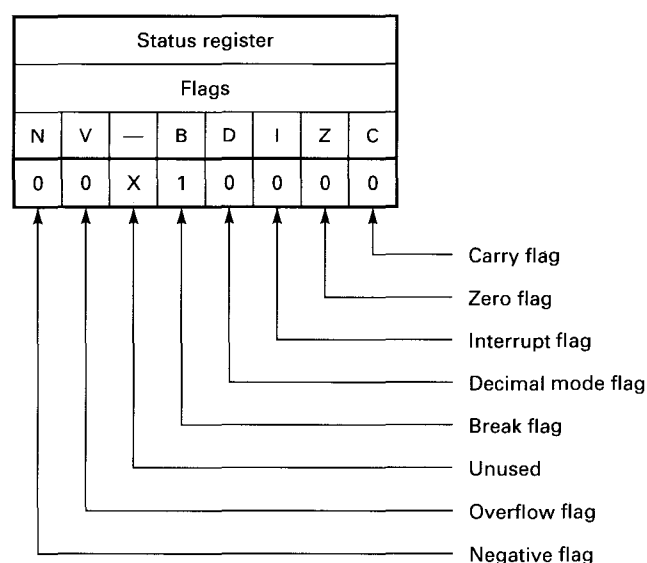 Status register
Flags
N V — B D I Z C
0 0 X 1 0 0 0 0
Carry flag
Zero flag
Interrupt flag
Decimal mode flag
Break flag
Unused
Overflow flag
Negative flag